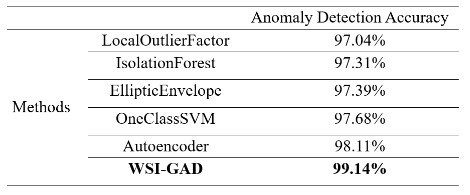 Anomaly Detection Accuracy
LocalOutlierFactor 97.04%
IsolationForest 97.31%
EllipticEnvelope 97.39%
Methods
OneClassSVM 97.68%
Autoencoder 98.11%
WSI-GAD 99.14%